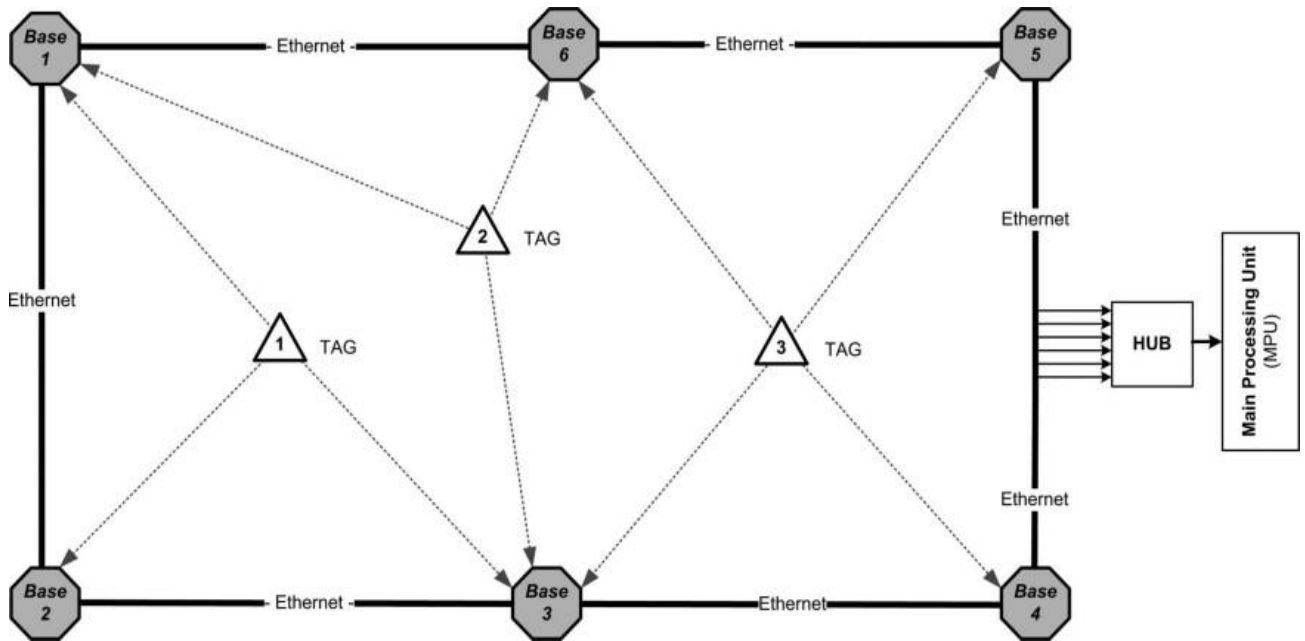 Base
1
- Ethernet -
Base
6
- Ethernet -
Base
5
2
TAG
Ethernet
Ethernet
1
TAG
3
TAG
HUB
Main Processing Unit
(MPU)
Ethernet
Base
2
- Ethernet -
Base
3
Ethernet
Base
4